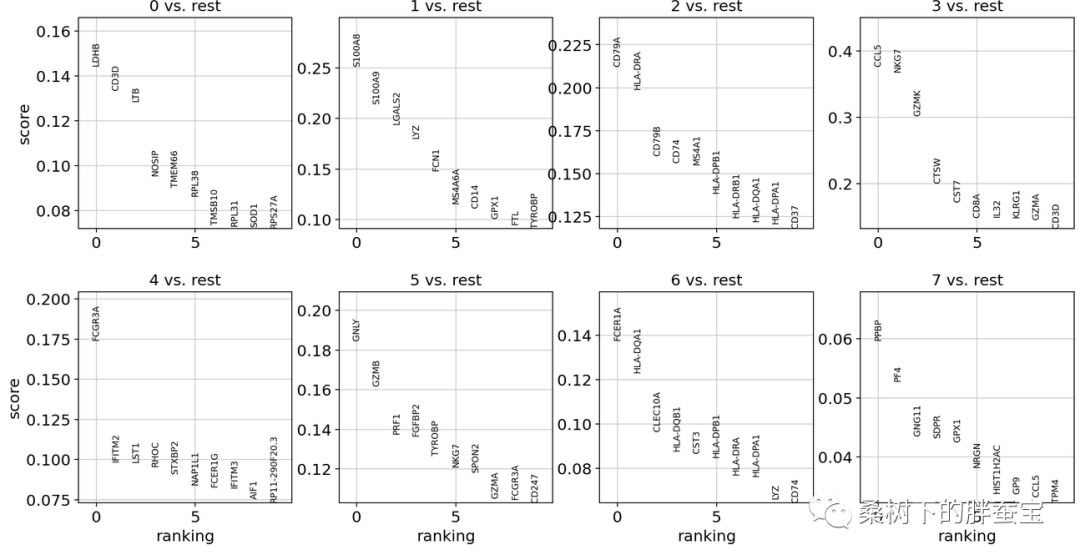 0 vs. rest
1 vs. rest
2 vs. rest
3 vs. rest
score
0.16
0.14
0.12
0.10
0.08
LDHB
CD3D
LTB
NOSIP
TMEM66
RPL38
TMSB10
RPL31
SOD1
RPS27A
0
5
0.25
0.20
0.15
0.10
S100A8
S100A9
LGALS2
LYZ
FCN1
MS4A6A
CD14
GPX1
FTL
TYROBP
0
5
0.225
0.200
0.175
0.150
0.125
CD79A
HLA-DRA
CD79B
CD74
MS4A1
HLA-DPB1
HLA-DRB1
HLA-DQA1
HLA-DPA1
CD37
0
5
0.4
0.3
0.2
CCL5
NKG7
GZMK
CTSW
CST7
CD8A
IL32
KLRG1
GZMA
CD3D
0
5
4 vs. rest
5 vs. rest
6 vs. rest
7 vs. rest
score
0.200
0.175
0.150
0.125
0.100
0.075
FCGR3A
IFITM2
LST1
RHOC
STXBP2
NAP1L1
FCER1G
IFITM3
AIF1
RP11-290F20.3
0
5
ranking
0.20
0.18
0.16
0.14
0.12
GNLY
GZMB
PRF1
FGFBP2
TYROBP
NKG7
SPON2
GZMA
FCGR3A
CD247
0
5
ranking
0.14
0.12
0.10
0.08
FCER1A
HLA-DQA1
CLEC10A
HLA-DQB1
CST3
HLA-DPB1
HLA-DRA
HLA-DPA1
LYZ
CD74
0
5
ranking
0.06
0.05
0.04
PPBP
PF4
GNG11
SDPR
GPX1
NRGN
HIST1H2AC
GP9
CCL5
TPM4
0
5
ranking
桑树下的胖蚕宝